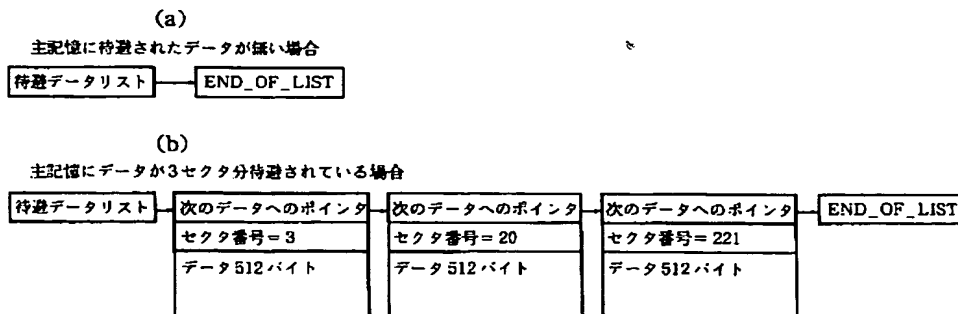 (a)
主記憶に待避されたデータが無い場合
待避データリスト END_OF_LIST
(b)
主記憶にデータが3セクタ分待避されている場合
待避データリスト 次のデータへのポインタ 次のデータへのポインタ 次のデータへのポインタ END_OF_LIST
セクタ番号=3 セクタ番号=20 セクタ番号=221
データ512バイト データ512バイト データ512バイト